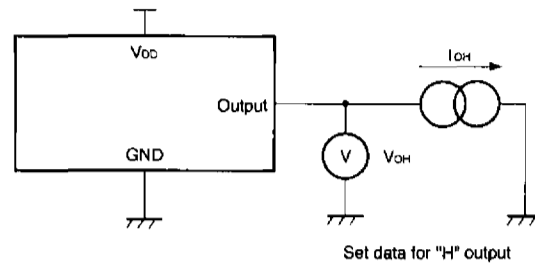 VDD
IOH
Output
GND
V
VOH
Set data for "H" output